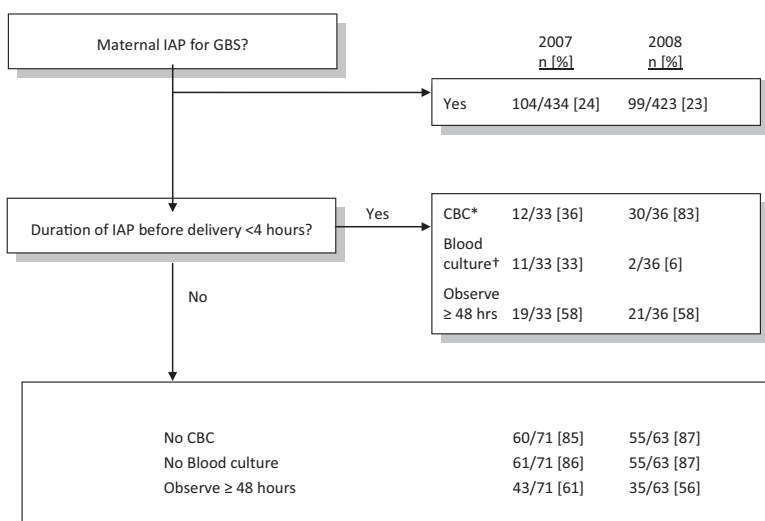 Maternal IAP for GBS?
2007 2008
n [%] n [%]
Yes 104/434 [24] 99/423 [23]
Duration of IAP before delivery <4 hours?
Yes
CBC* 12/33 [36] 30/36 [83]
Blood
culture† 11/33 [33] 2/36 [6]
Observe
≥ 48 hrs 19/33 [58] 21/36 [58]
No
No CBC 60/71 [85] 55/63 [87]
No Blood culture 61/71 [86] 55/63 [87]
Observe ≥ 48 hours 43/71 [61] 35/63 [56]